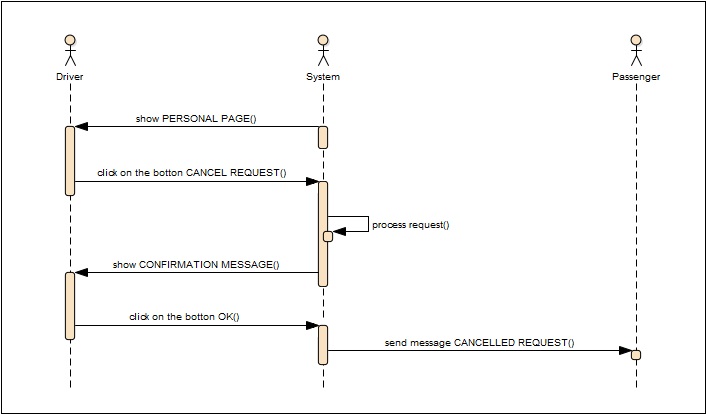 Driver
System
Passenger
show PERSONAL PAGE()
click on the botton CANCEL REQUEST()
process request()
show CONFIRMATION MESSAGE()
click on the botton OK()
send message CANCELLED REQUEST()